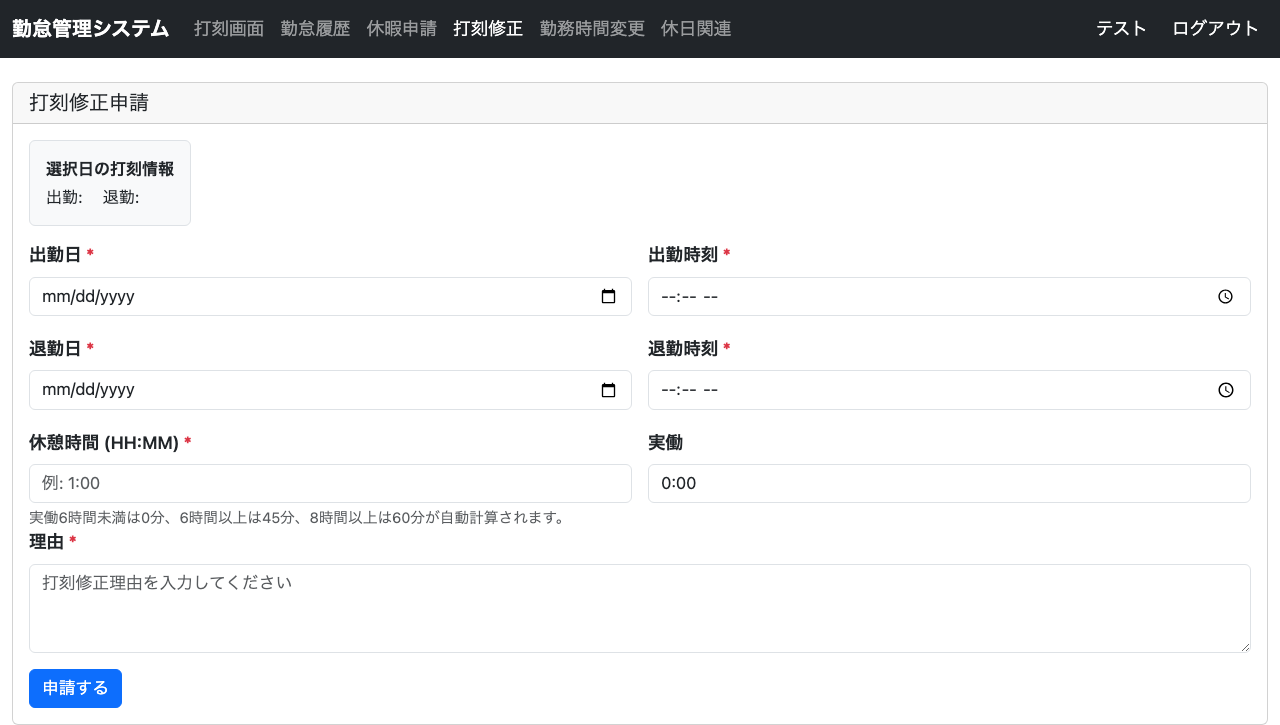 勤怠管理システム 打刻画面 勤怠履歴 休暇申請 打刻修正 勤務時間変更 休日関連 テスト ログアウト
打刻修正申請
選択日の打刻情報
出勤: 退勤:
出勤日 * 出勤時刻 *
mm/dd/yyyy --:-- --
退勤日 * 退勤時刻 *
mm/dd/yyyy --:-- --
休憩時間 (HH:MM) * 実働
例: 1:00 0:00
実働6時間未満は0分、6時間以上は45分、8時間以上は60分が自動計算されます。
理由 *
打刻修正理由を入力してください
申請する